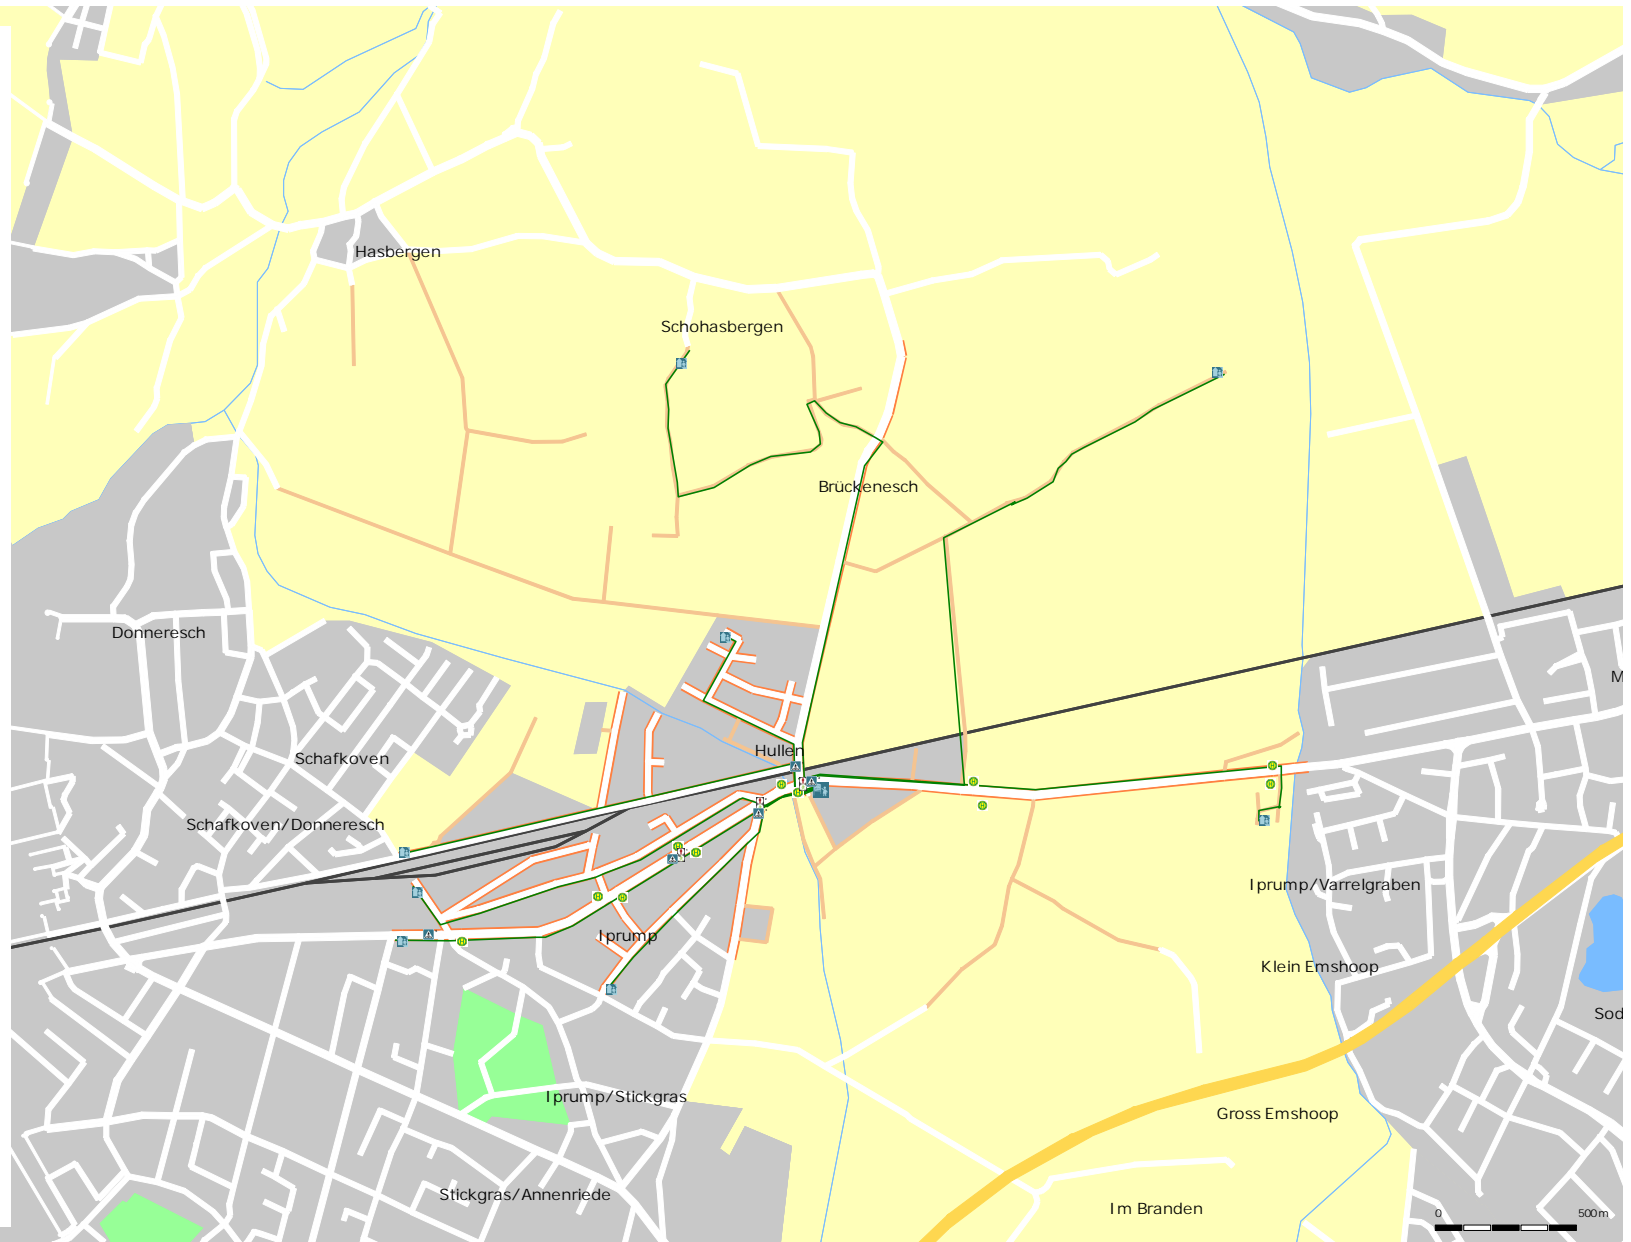 Hasbergen
Schohasbergen
Brückenesch
Donneresch
M
Hullen
Schafkoven
Schafkoven/Donneresch
Iprump/Varrelgraben
Iprump
Klein Emshoop
Sod
Iprump/Stickgras
Gross Emshoop
Stickgras/Annenriede
Im Branden
0 500m